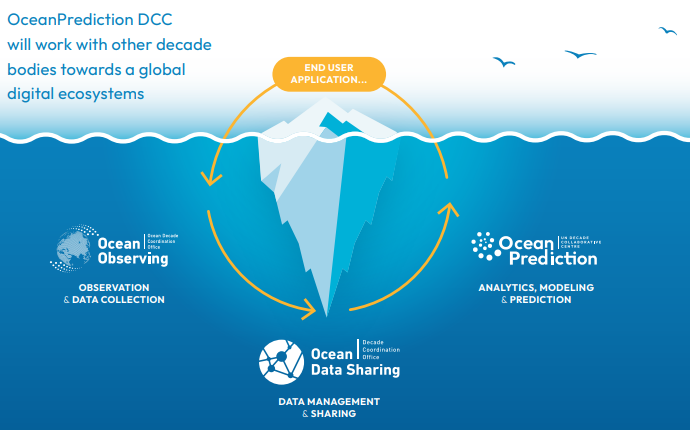 OceanPrediction DCC
will work with other decade
bodies towards a global
digital ecosystems
END USER
APPLICATION...
Ocean
Observing
Ocean Decade
Coordination
Office
OBSERVATION
& DATA COLLECTION
Ocean
Prediction
UN DECADE
COLLABORATIVE
CENTRE
ANALYTICS, MODELING
& PREDICTION
Ocean
Data Sharing
Decade
Coordination
Office
DATA MANAGEMENT
& SHARING